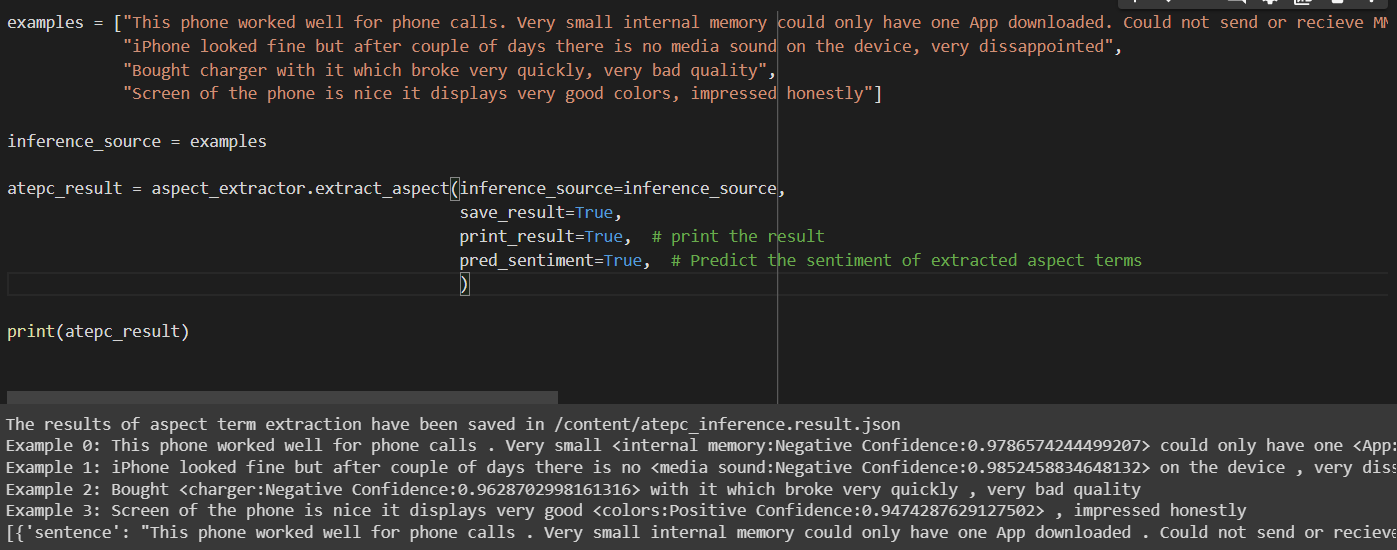 examples = ["This phone worked well for phone calls. Very small internal memory could only have one App downloaded. Could not send or recieve
"iPhone looked fine but after couple of days there is no media sound on the device, very dissappointed",
"Bought charger with it which broke very quickly, very bad quality",
"Screen of the phone is nice it displays very good colors, impressed honestly"]
inference_source = examples
atepc_result = aspect_extractor.extract_aspect(inference_source=inference_source,
save_result=True,
print_result=True,  # print the result
pred_sentiment=True,  # Predict the sentiment of extracted aspect terms
)
print(atepc_result)
The results of aspect term extraction have been saved in /content/atepc_inference.result.json
Example 0: This phone worked well for phone calls . Very small <internal memory:Negative Confidence:0.9786574244499207> could only have one <App:
Example 1: iPhone looked fine but after couple of days there is no <media sound:Negative Confidence:0.9852458834648132> on the device , very
Example 2: Bought <charger:Negative Confidence:0.9628702998161316> with it which broke very quickly , very bad quality
Example 3: Screen of the phone is nice it displays very good <colors:Positive Confidence:0.9474287629127502> , impressed honestly
[{'sentence': "This phone worked well for phone calls . Very small internal memory could only have one App downloaded . Could not send or